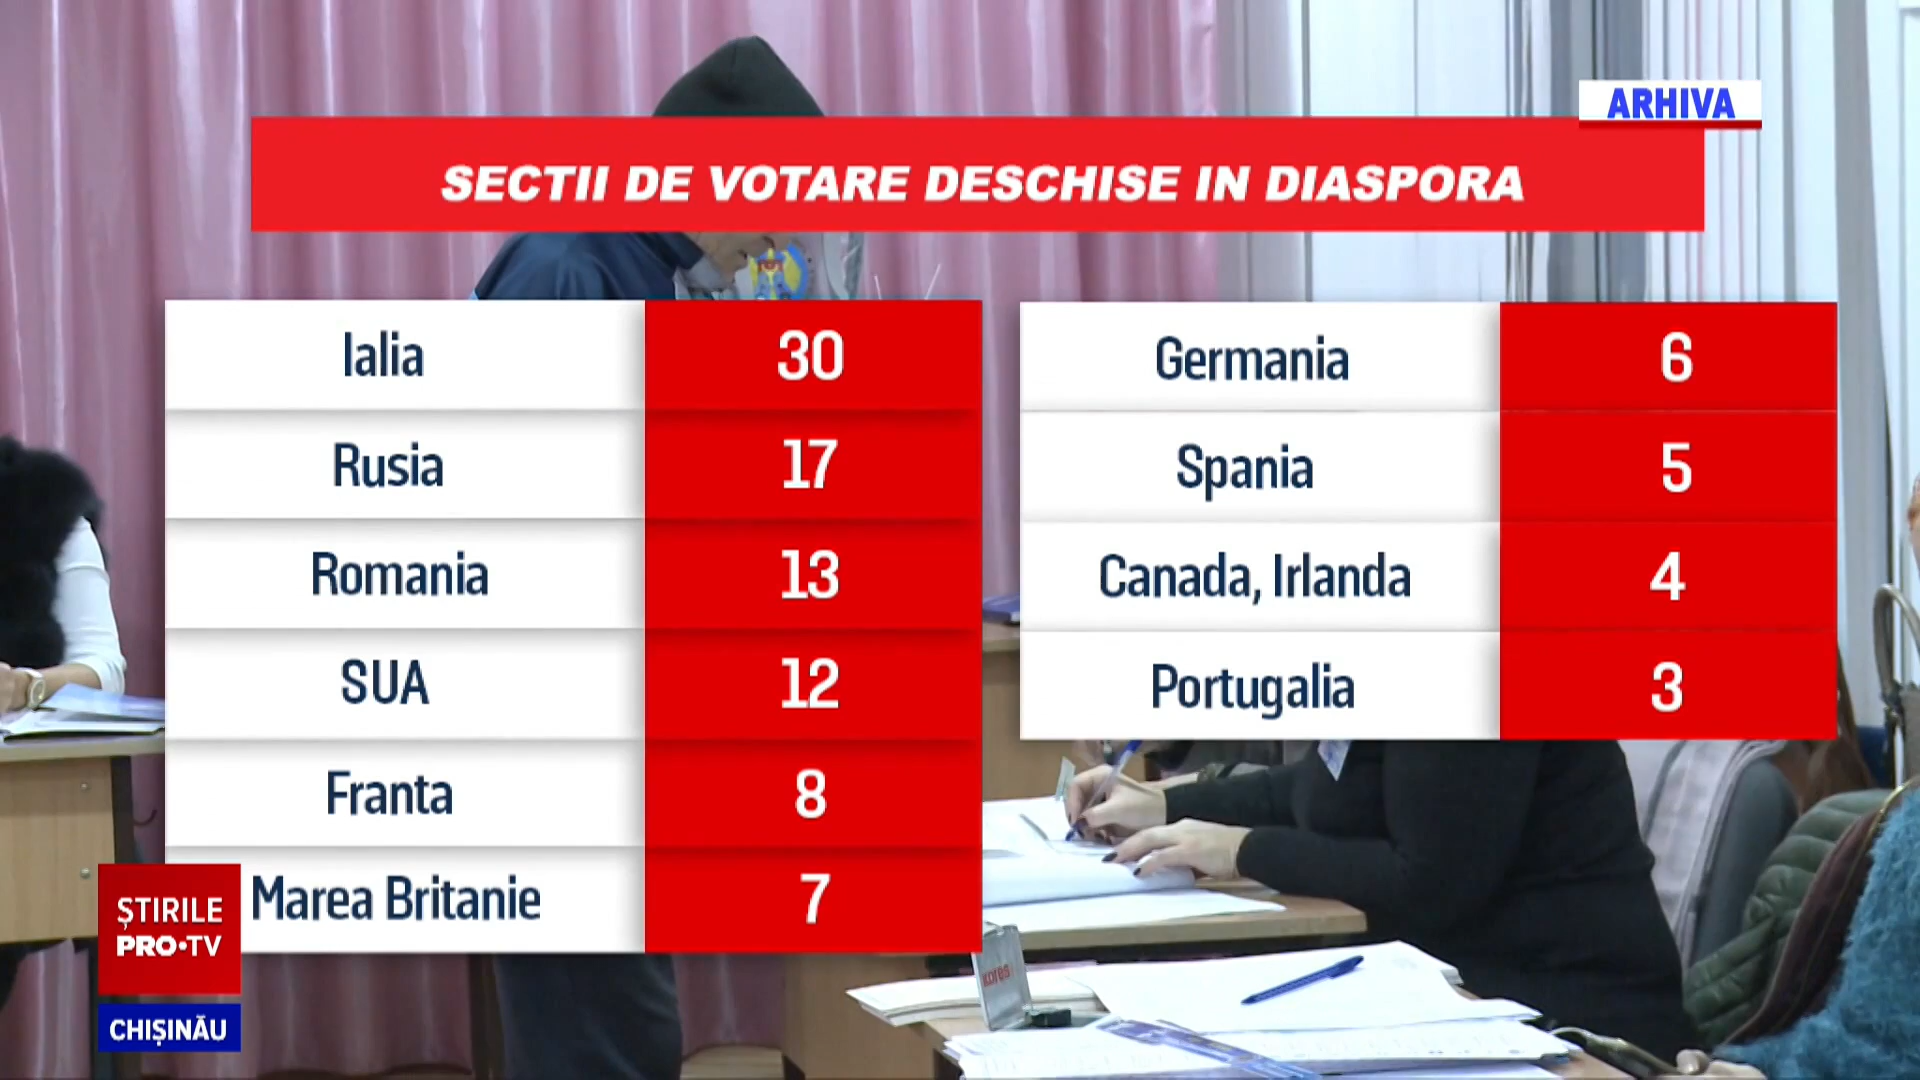 ARHIVA
SECTII DE VOTARE DESCHISE IN DIASPORA
Ialia 30
Rusia 17
Romania 13
SUA 12
Franta 8
Marea Britanie 7
Germania 6
Spania 5
Canada, Irlanda 4
Portugalia 3
ȘTIRILE
PRO•TV
CHIȘINĂU
kores